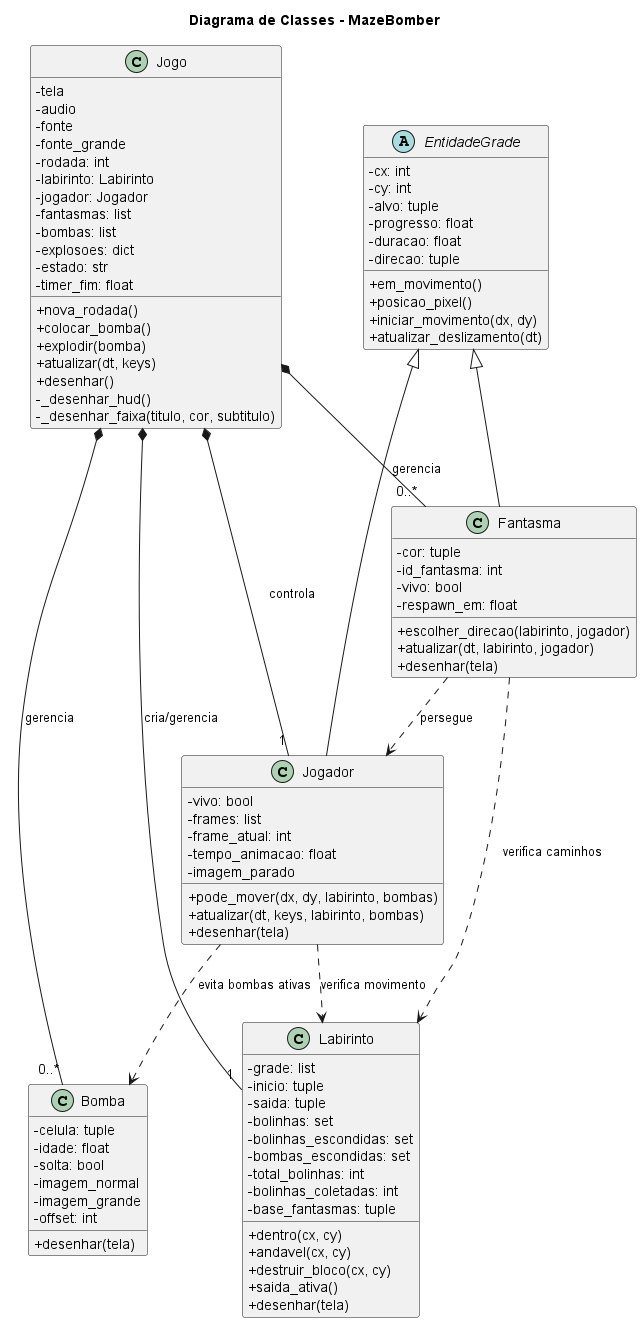 Diagrama de Classes - MazeBomber
C Jogo
-tela
-audio
-fonte
-fonte_grande
-rodada: int
-labirinto: Labirinto
-jogador: Jogador
-fantasmas: list
-bombas: list
-explosoes: dict
-estado: str
-timer_fim: float
+nova_rodada()
+colocar_bomba()
+explodir(bomba)
+atualizar(dt, keys)
+desenhar()
-_desenhar_hud()
-_desenhar_faixa(titulo, cor, subtitulo)
A EntidadeGrade
-cx: int
-cy: int
-alvo: tuple
-progresso: float
-duracao: float
-direcao: tuple
+em_movimento()
+posicao_pixel()
+iniciar_movimento(dx, dy)
+atualizar_deslizamento(dt)
gerencia
0..*
C Fantasma
-cor: tuple
-id_fantasma: int
-vivo: bool
-respawn_em: float
+escolher_direcao(labirinto, jogador)
+atualizar(dt, labirinto, jogador)
+desenhar(tela)
controla
gerencia
cria/gerencia
persegue
1
C Jogador
-vivo: bool
-frames: list
-frame_atual: int
-tempo_animacao: float
-imagem_parado
+pode_mover(dx, dy, labirinto, bombas)
+atualizar(dt, keys, labirinto, bombas)
+desenhar(tela)
verifica caminhos
evita bombas ativas
verifica movimento
0..*
1
C Bomba
-celula: tuple
-idade: float
-solta: bool
-imagem_normal
-imagem_grande
-offset: int
+desenhar(tela)
C Labirinto
-grade: list
-inicio: tuple
-saida: tuple
-bolinhas: set
-bolinhas_escondidas: set
-bombas_escondidas: set
-total_bolinhas: int
-bolinhas_coletadas: int
-base_fantasmas: tuple
+dentro(cx, cy)
+andavel(cx, cy)
+destruir_bloco(cx, cy)
+saida_ativa()
+desenhar(tela)